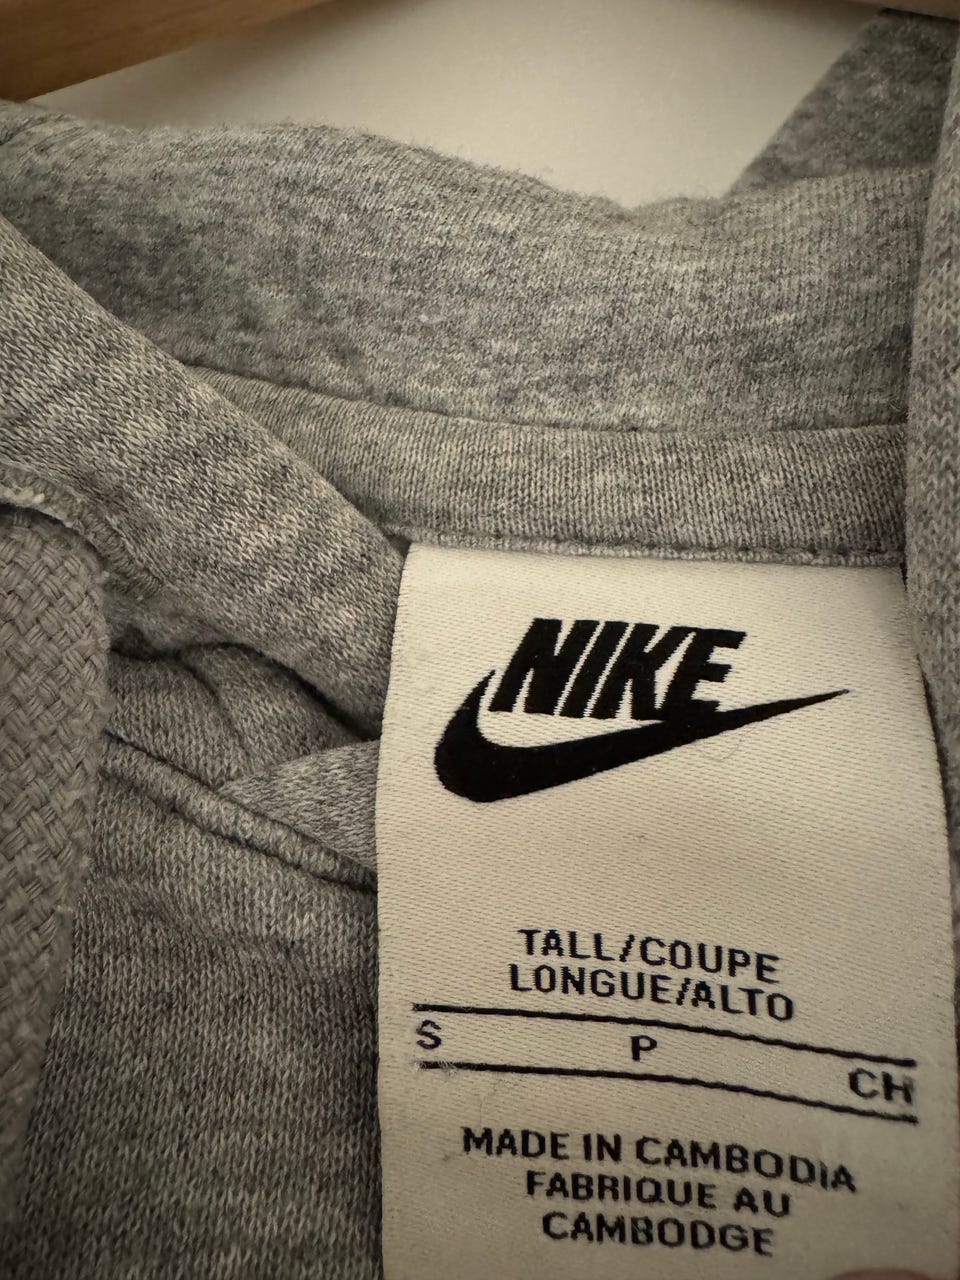 NIKE
TALL/COUPE
LONGUE/ALTO
S P CH
MADE IN CAMBODIA
FABRIQUE AU
CAMBODGE